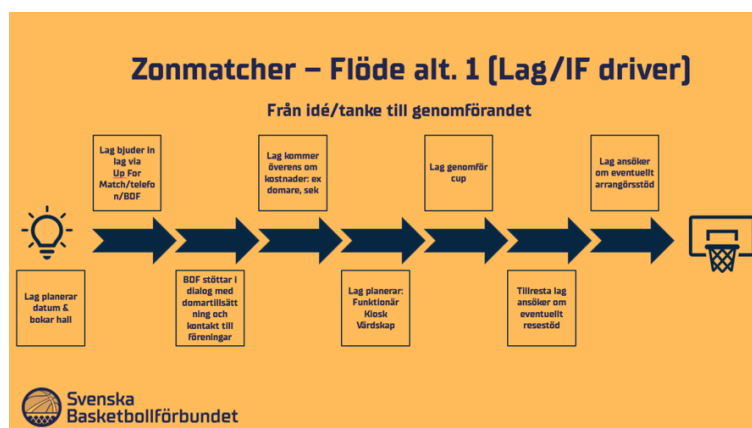 Zonmatcher – Flöde alt. 1 (Lag/IF driver)
Från idé/tanke till genomförandet
Lag planerar
datum &
bokar hall
Lag bjuder in
lag via
Up For
Match/telefo
n/BDF
BDF stöttar i
dialog med
domartillsätt
ning och
kontakt till
föreningar
Lag kommer
överens om
kostnader: ex
domare, sek
Lag planerar:
Funktionär
Kiosk
Värdskap
Lag genomför
cup
Tillresta lag
ansöker om
eventuellt
resestöd
Lag ansöker
om eventuellt
arrangörsstöd
Svenska
Basketbollförbundet